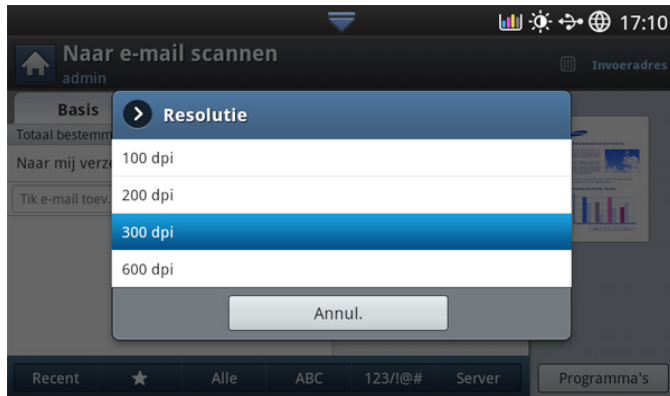 17:10
Naar e-mail scannen
admin
Invoeradres
Basis
Totaal bestemm
Naar mij verze
Tik e-mail toev.
Resolutie
100 dpi
200 dpi
300 dpi
600 dpi
Annul.
Recent ★ Alle ABC 123/!@# Server Programma's